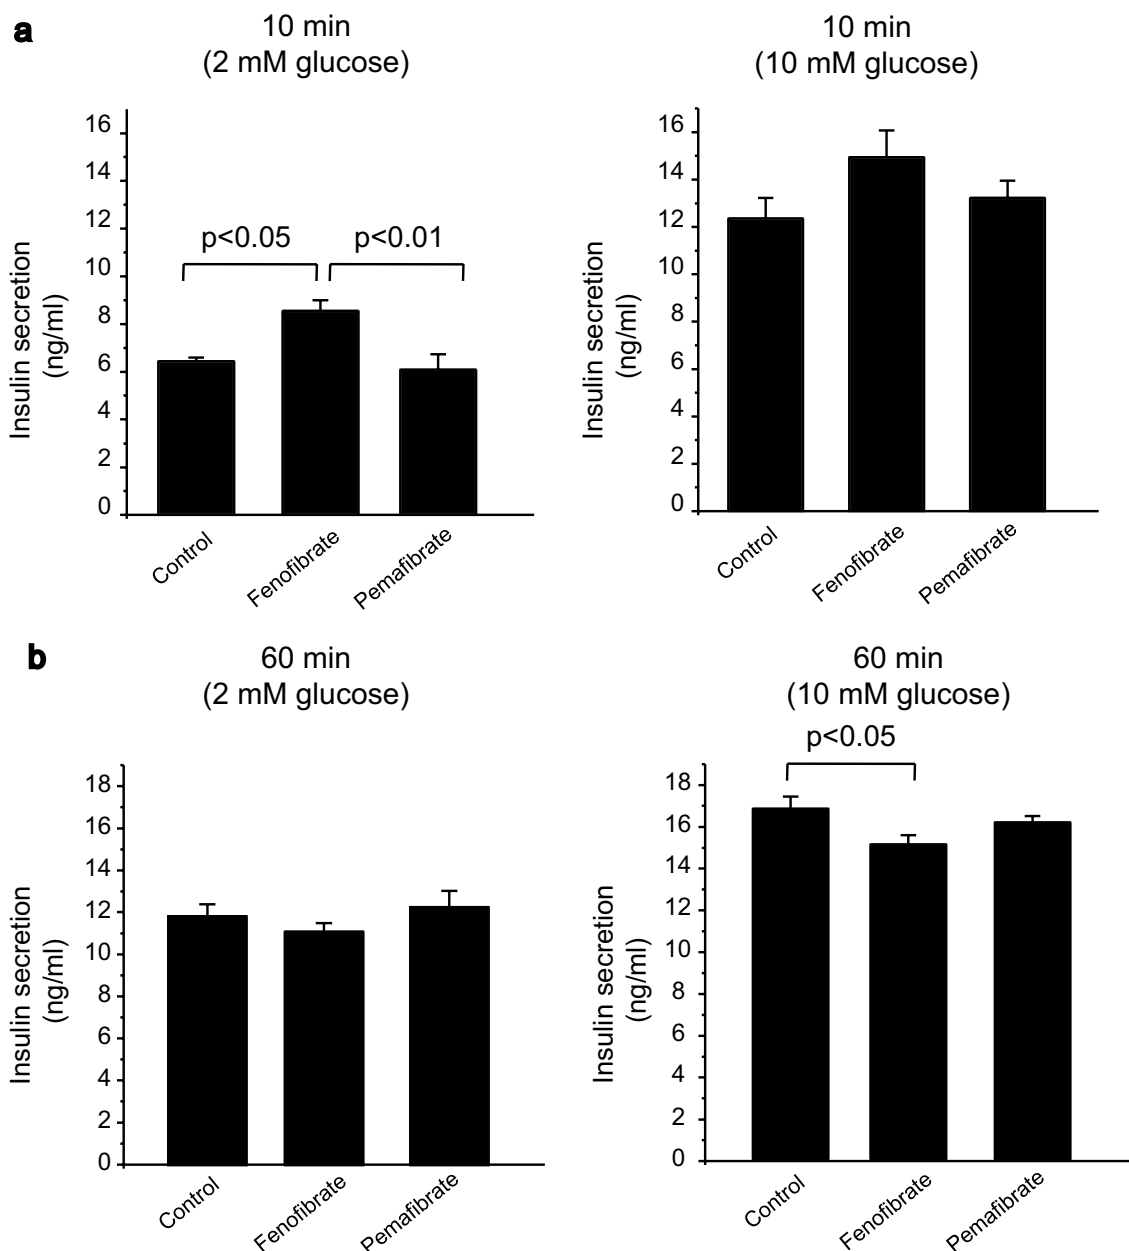 a
10 min
(2 mM glucose)
Insulin secretion
(ng/ml)
16
14
12
10
8
6
4
2
0
p<0.05
p<0.01
Control
Fenofibrate
Pemafibrate
10 min
(10 mM glucose)
Insulin secretion
(ng/ml)
16
14
12
10
8
6
4
2
0
Control
Fenofibrate
Pemafibrate
b
60 min
(2 mM glucose)
Insulin secretion
(ng/ml)
18
16
14
12
10
8
6
4
2
0
Control
Fenofibrate
Pemafibrate
60 min
(10 mM glucose)
p<0.05
Insulin secretion
(ng/ml)
18
16
14
12
10
8
6
4
2
0
Control
Fenofibrate
Pemafibrate